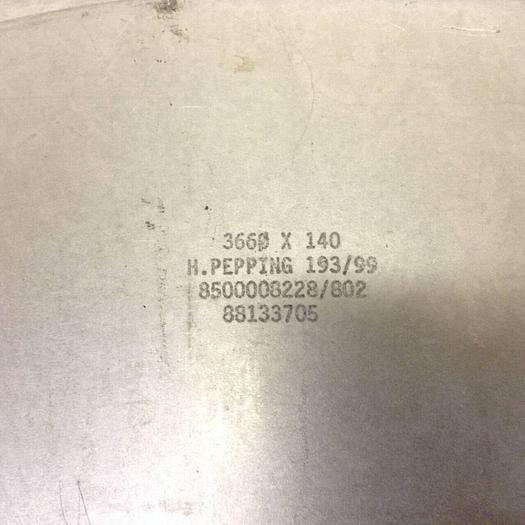 3660 X 140
H.PEPPING 193/99
8500008228/802
88133705